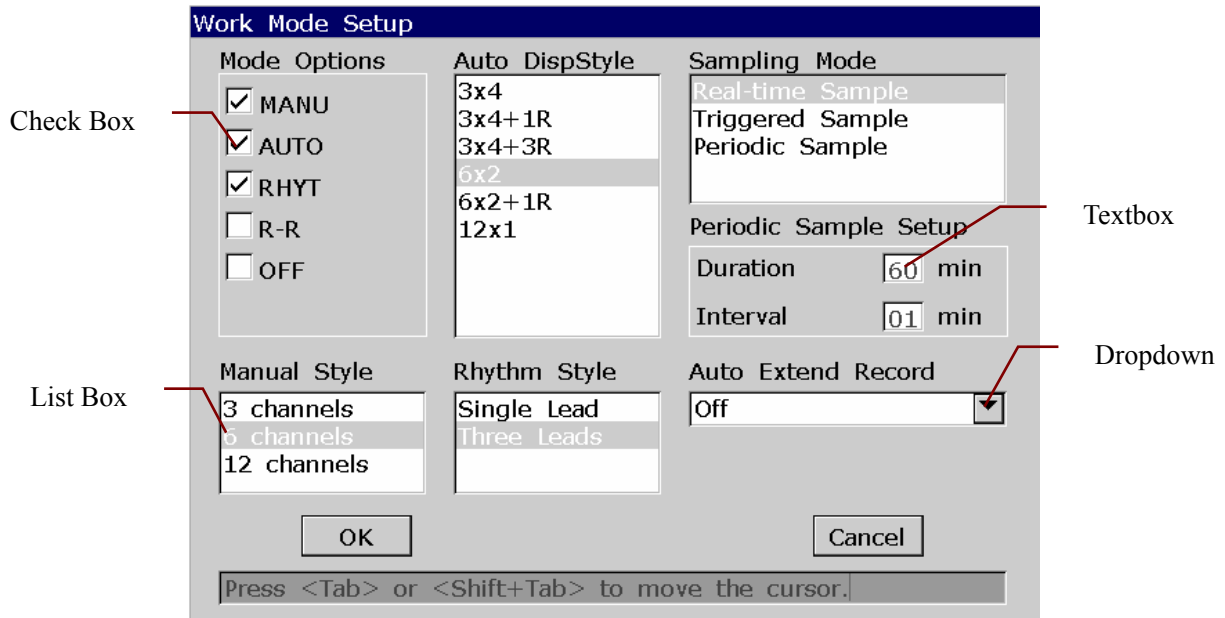 Work Mode Setup
Mode Options
MANU
AUTO
RHYT
R-R
OFF
Auto DispStyle
3x4
3x4+1R
3x4+3R
6x2
6x2+1R
12x1
Sampling Mode
Real-time Sample
Triggered Sample
Periodic Sample
Periodic Sample Setup
Duration 60 min
Interval 01 min
Manual Style
3 channels
6 channels
12 channels
Rhythm Style
Single Lead
Three Leads
Auto Extend Record
Off
OK
Cancel
Press <Tab> or <Shift+Tab> to move the cursor.
Check Box
List Box
Textbox
Dropdown